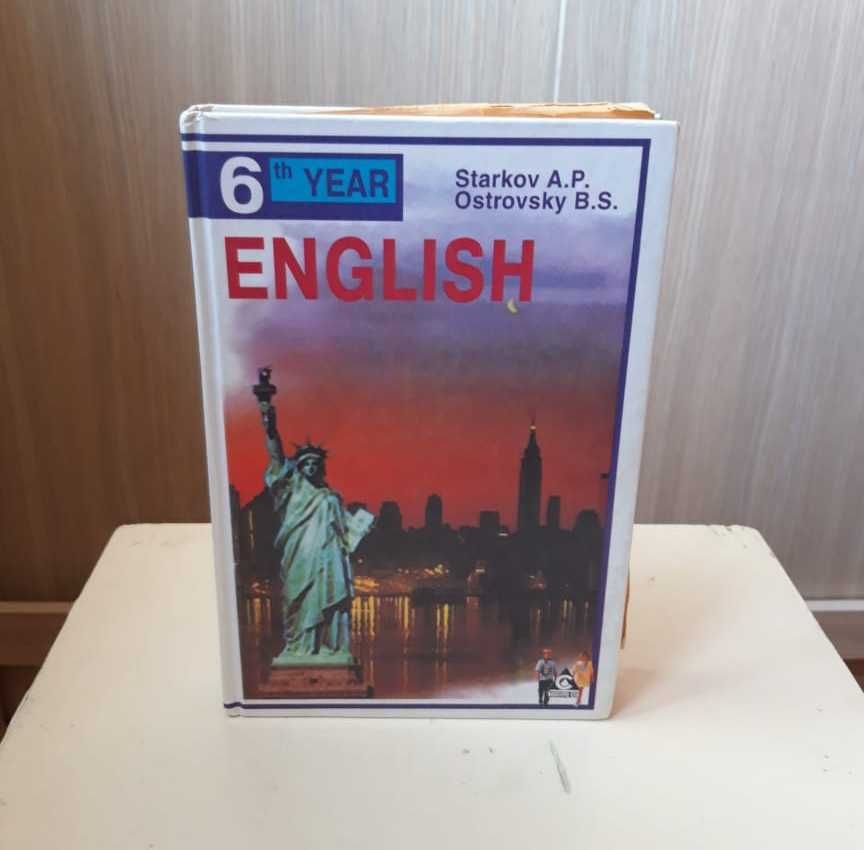 6th YEAR
Starkov A.P.
Ostrovsky B.S.
ENGLISH